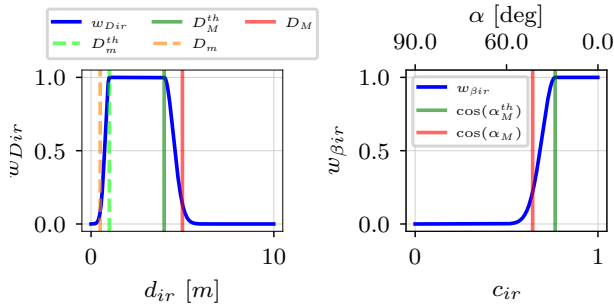 w_{Dir} D_M^{th} D_M
D_m^{th} D_m
1.0
0.5
0.0
w_{Dir}
0 10
d_{ir} [m]
α [deg]
90.0 60.0 0.0
w_{βir}
cos(α_M^{th})
cos(α_M)
1.0
0.5
0.0
w_{βir}
0 1
c_{ir}